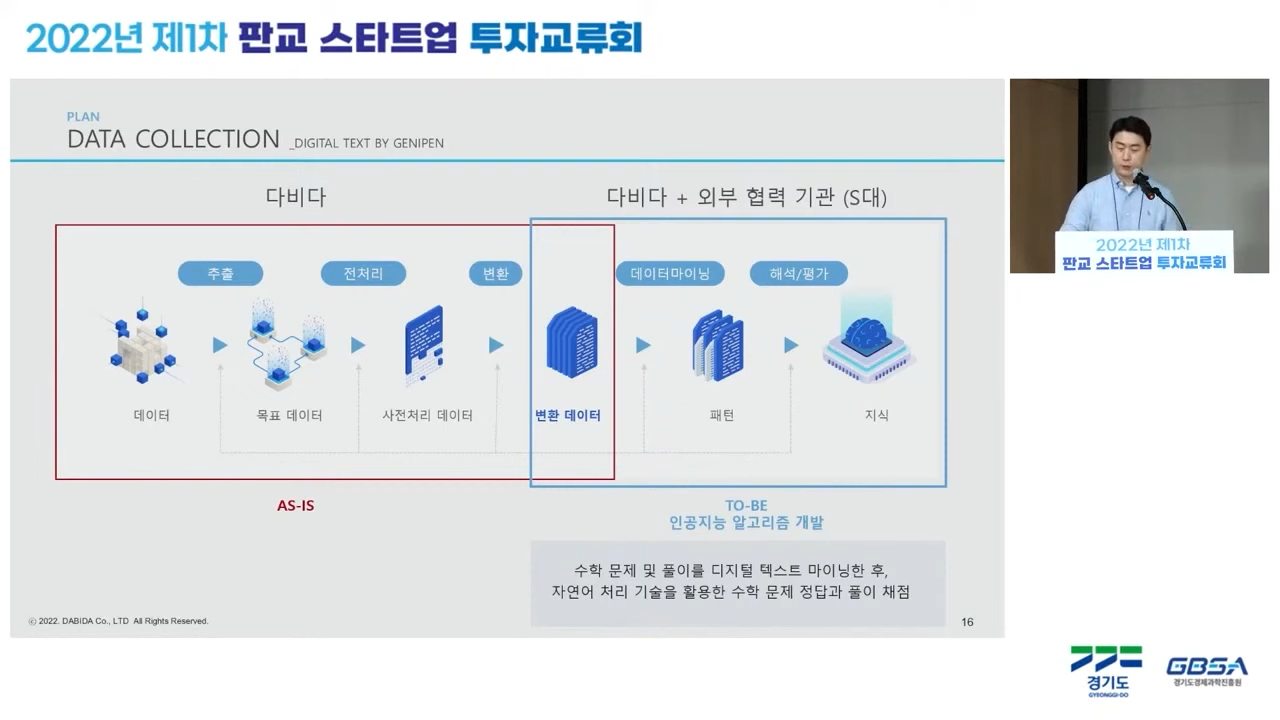 2022년 제1차 판교 스타트업 투자교류회
PLAN
DATA COLLECTION _DIGITAL TEXT BY GENIPEN
다비다
다비다 + 외부 협력 기관 (S대)
추출
전처리
변환
데이터마이닝
해석/평가
데이터
목표 데이터
사전처리 데이터
변환 데이터
패턴
지식
AS-IS
TO-BE
인공지능 알고리즘 개발
수학 문제 및 풀이를 디지털 텍스트 마이닝한 후,
자연어 처리 기술을 활용한 수학 문제 정답과 풀이 채점
ⓒ 2022. DABIDA Co., LTD All Rights Reserved.
16
2022년 제1차
판교 스타트업 투자교류회
경기도
GYEONGGI-DO
GBSA
경기도경제과학진흥원